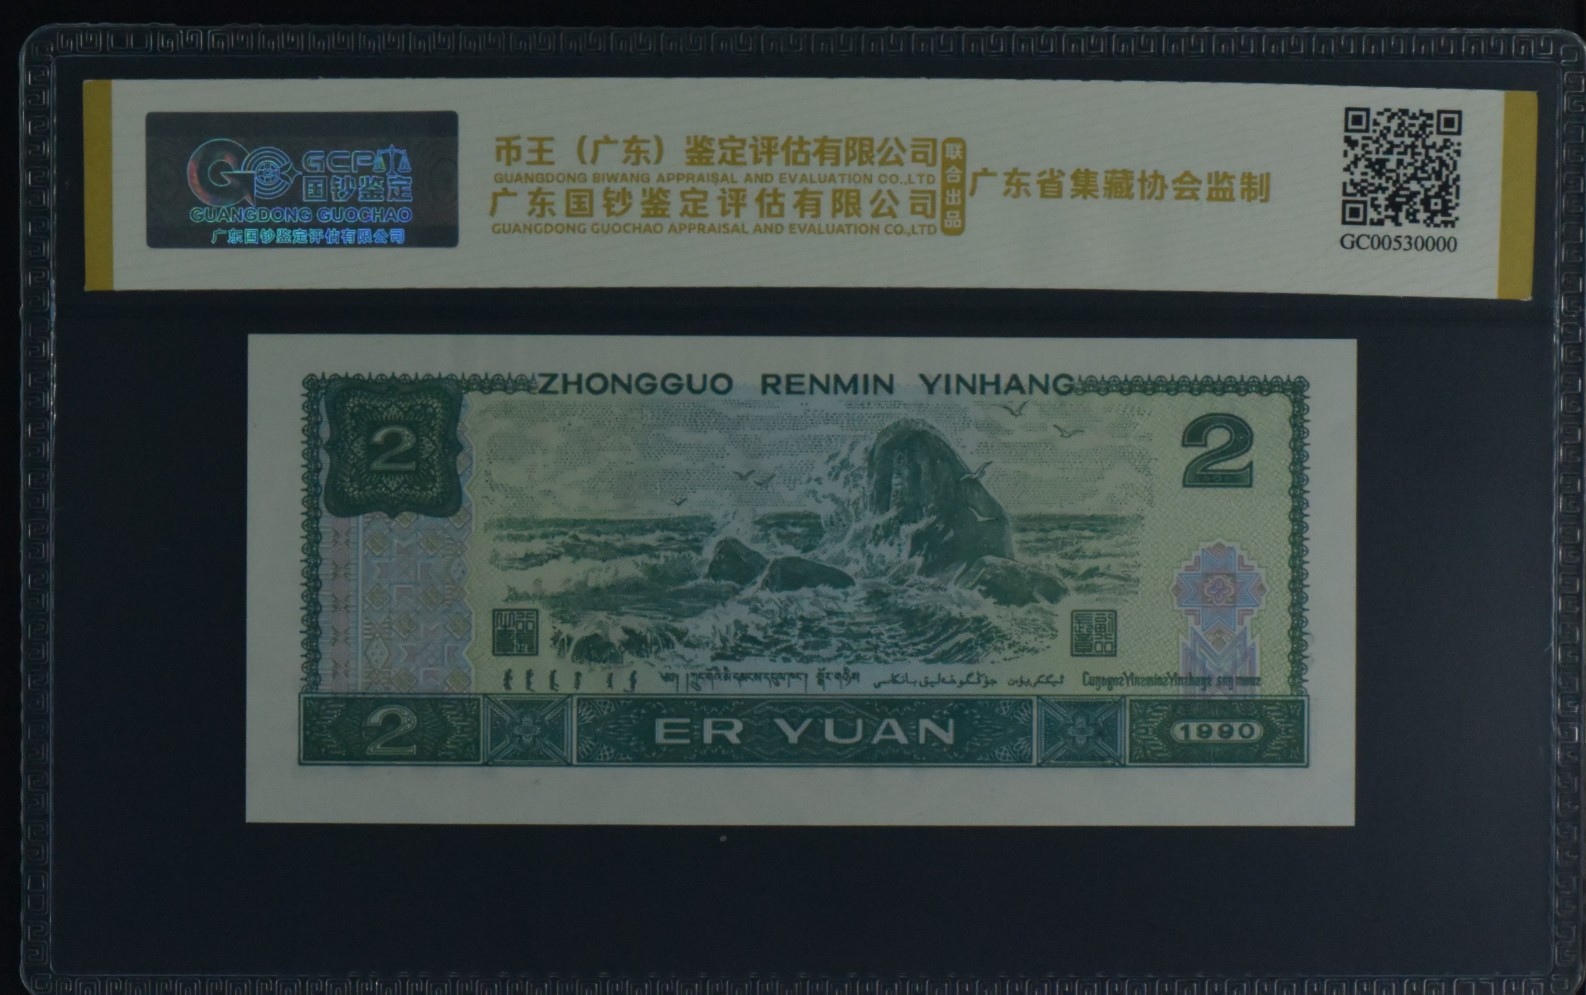 GCP
国钞鉴定
GUANGDONG GUOCHAO
广东国钞鉴定评估有限公司
币王（广东）鉴定评估有限公司
GUANGDONG BIWANG APPRAISAL AND EVALUATION CO.,LTD
广东国钞鉴定评估有限公司
GUANGDONG GUOCHAO APPRAISAL AND EVALUATION CO.,LTD
联合出品
广东省集藏协会监制
GC00530000
ZHONGGUO RENMIN YINHANG
2
2
2
ER YUAN
1990